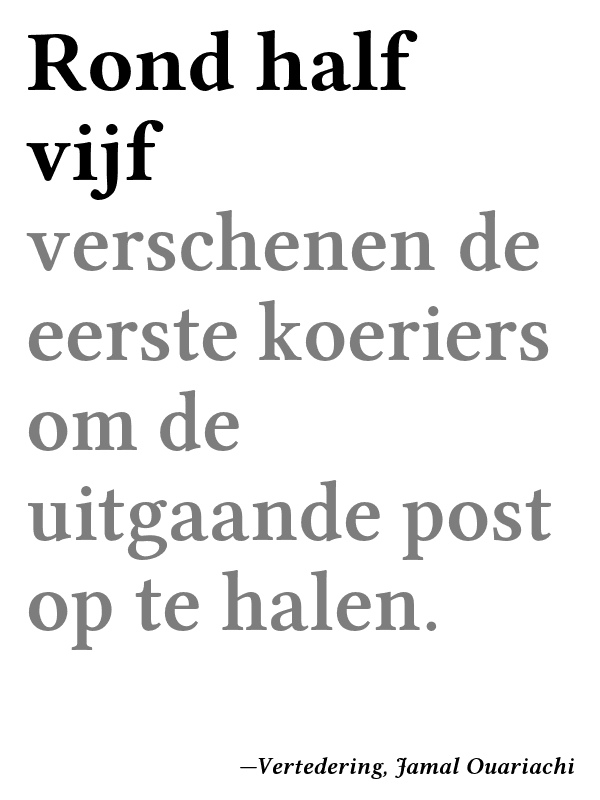 Rond half
vijf
verschenen de
eerste koeriers
om de
uitgaande post
op te halen.
—Vertedering, Jamal Ouariachi